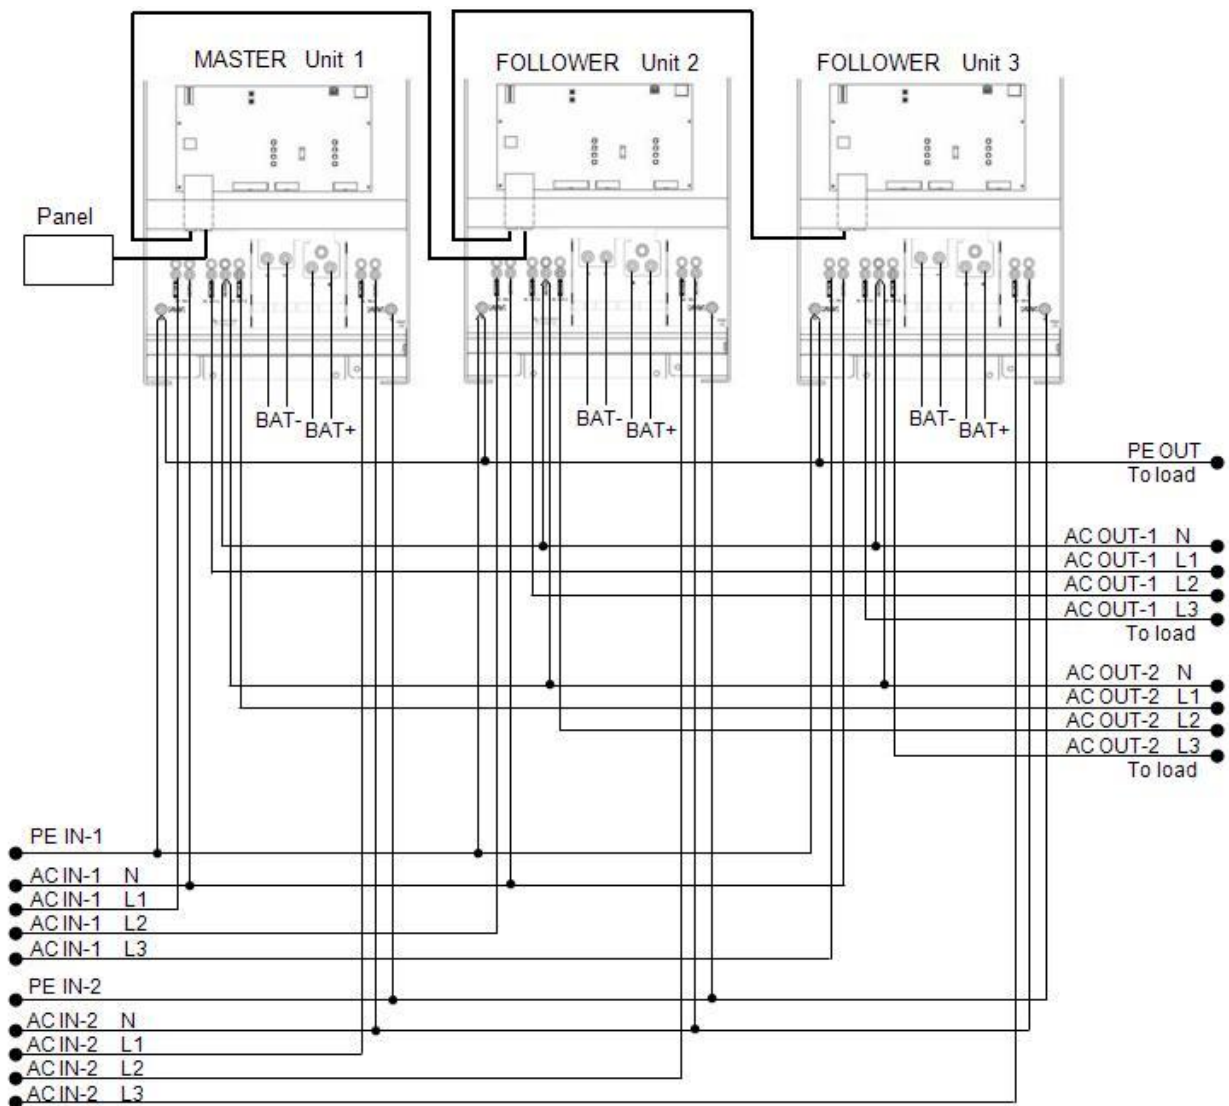 MASTER Unit 1
FOLLOWER Unit 2
FOLLOWER Unit 3
Panel
BAT-
BAT+
BAT-
BAT+
BAT-
BAT+
PE OUT
To load
AC OUT-1 N
AC OUT-1 L1
AC OUT-1 L2
AC OUT-1 L3
To load
AC OUT-2 N
AC OUT-2 L1
AC OUT-2 L2
AC OUT-2 L3
To load
PE IN-1
AC IN-1 N
AC IN-1 L1
AC IN-1 L2
AC IN-1 L3
PE IN-2
AC IN-2 N
AC IN-2 L1
AC IN-2 L2
AC IN-2 L3